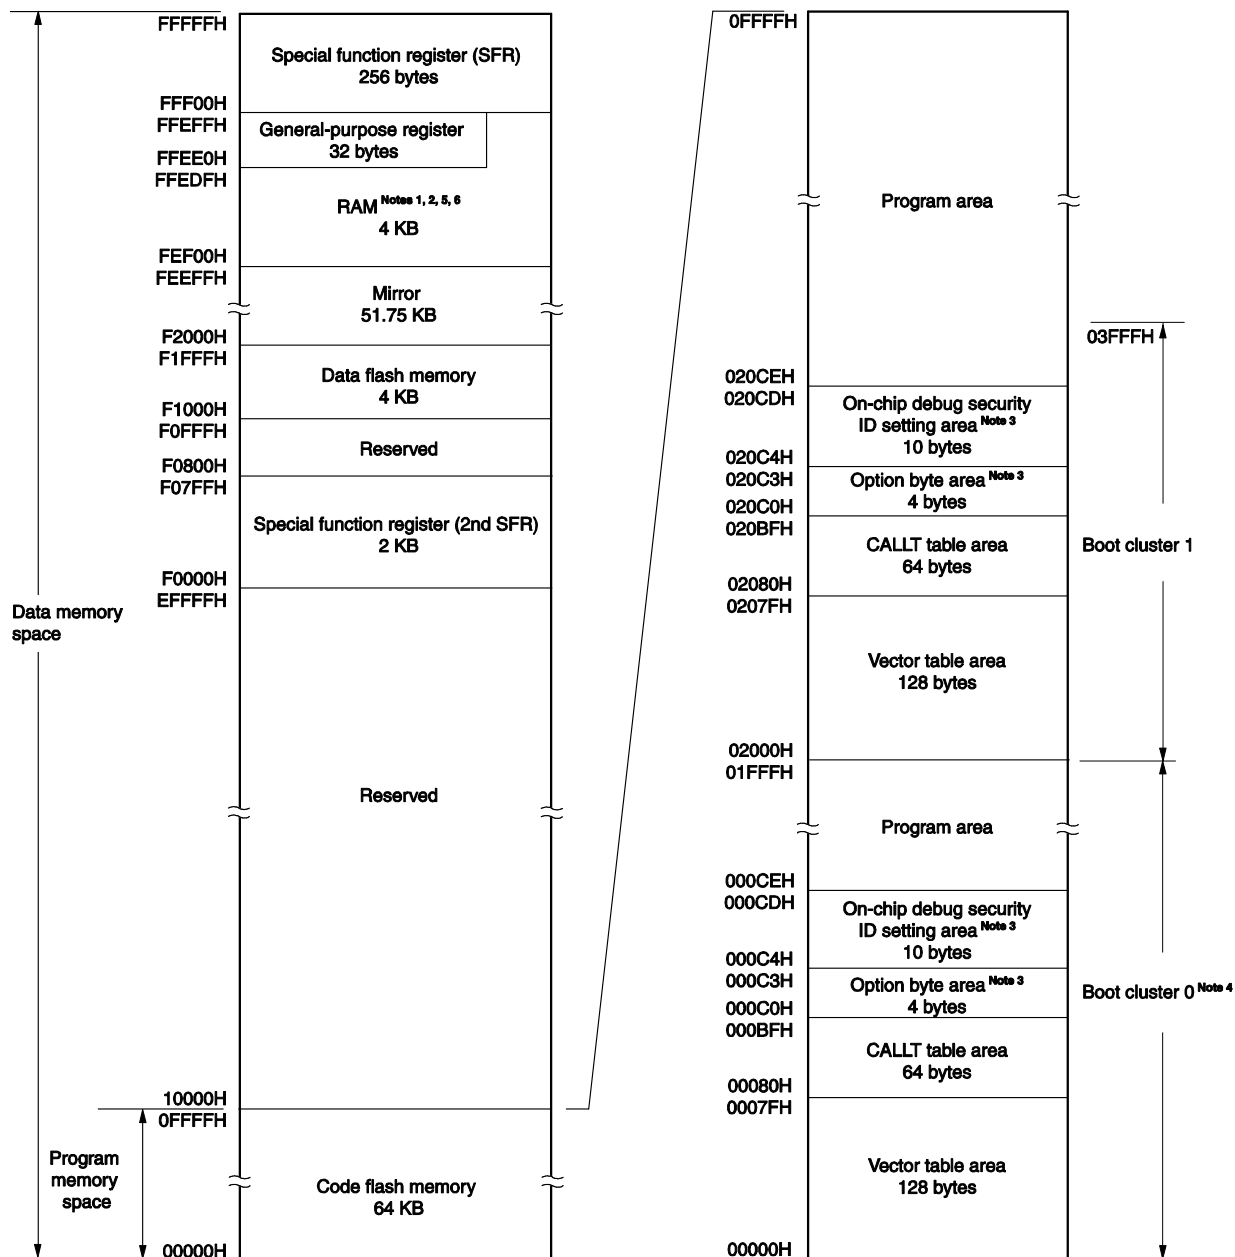 FFFFFH
Special function register (SFR)
256 bytes
FFF00H
FFEFFH
General-purpose register
32 bytes
FFEE0H
FFEDFH
RAM Notes 1, 2, 5, 6
4 KB
FEF00H
FEEFFH
Mirror
51.75 KB
F2000H
F1FFFH
Data flash memory
4 KB
F1000H
F0FFFH
Reserved
F0800H
F07FFH
Special function register (2nd SFR)
2 KB
F0000H
EFFFFH
Data memory
space
Reserved
10000H
0FFFFH
Program
memory
space
Code flash memory
64 KB
00000H
0FFFFH
Program area
03FFFH
020CEH
020CDH
On-chip debug security
ID setting area Note 3
10 bytes
020C4H
020C3H
Option byte area Note 3
4 bytes
020C0H
020BFH
CALLT table area
64 bytes
Boot cluster 1
02080H
0207FH
Vector table area
128 bytes
02000H
01FFFH
Program area
000CEH
000CDH
On-chip debug security
ID setting area Note 3
10 bytes
000C4H
000C3H
Option byte area Note 3
4 bytes
Boot cluster 0 Note 4
000C0H
000BFH
CALLT table area
64 bytes
00080H
0007FH
Vector table area
128 bytes
00000H